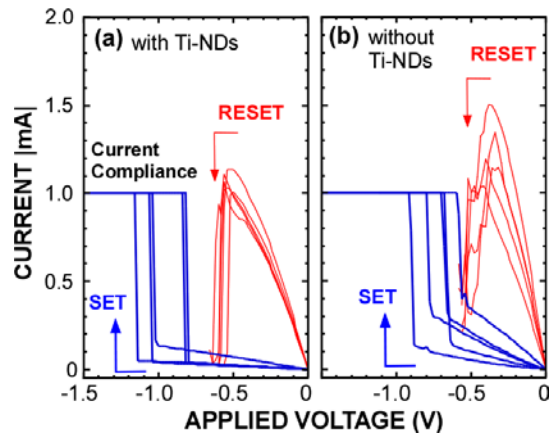 2.0
(a) with Ti-NDs
(b) without
Ti-NDs
RESET
RESET
1.5
Current
Compliance
1.0
CURRENT |mA|
0.5
SET
SET
0
-1.5 -1.0 -0.5 0
-1.0 -0.5 0
APPLIED VOLTAGE (V)